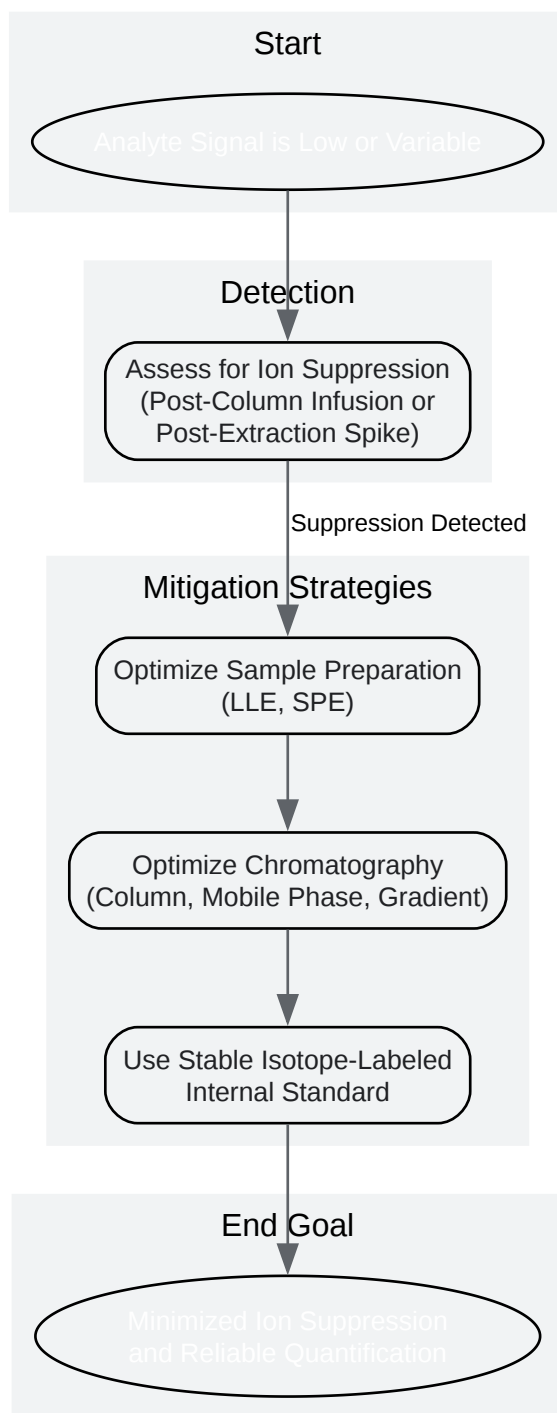 Start
Analyte Signal is Low or Variable
Detection
Assess for Ion Suppression
(Post-Column Infusion or
Post-Extraction Spike)
Suppression Detected
Mitigation Strategies
Optimize Sample Preparation
(LLE, SPE)
Optimize Chromatography
(Column, Mobile Phase, Gradient)
Use Stable Isotope-Labeled
Internal Standard
End Goal
Minimized Ion Suppression
and Reliable Quantification